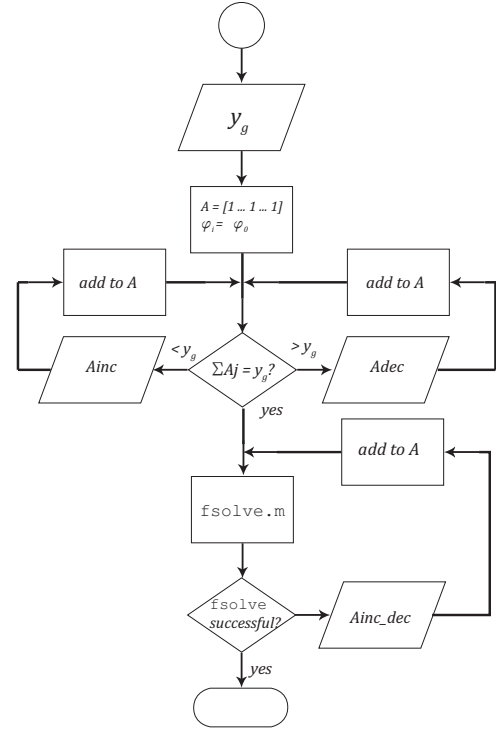 y_g
A = [1 ... 1 ... 1]
φ_i = φ_0
add to A
add to A
< y_g
> y_g
Ainc
∑Aj = y_g?
Adec
yes
add to A
fsolve.m
fsolve
successful?
Ainc_dec
yes